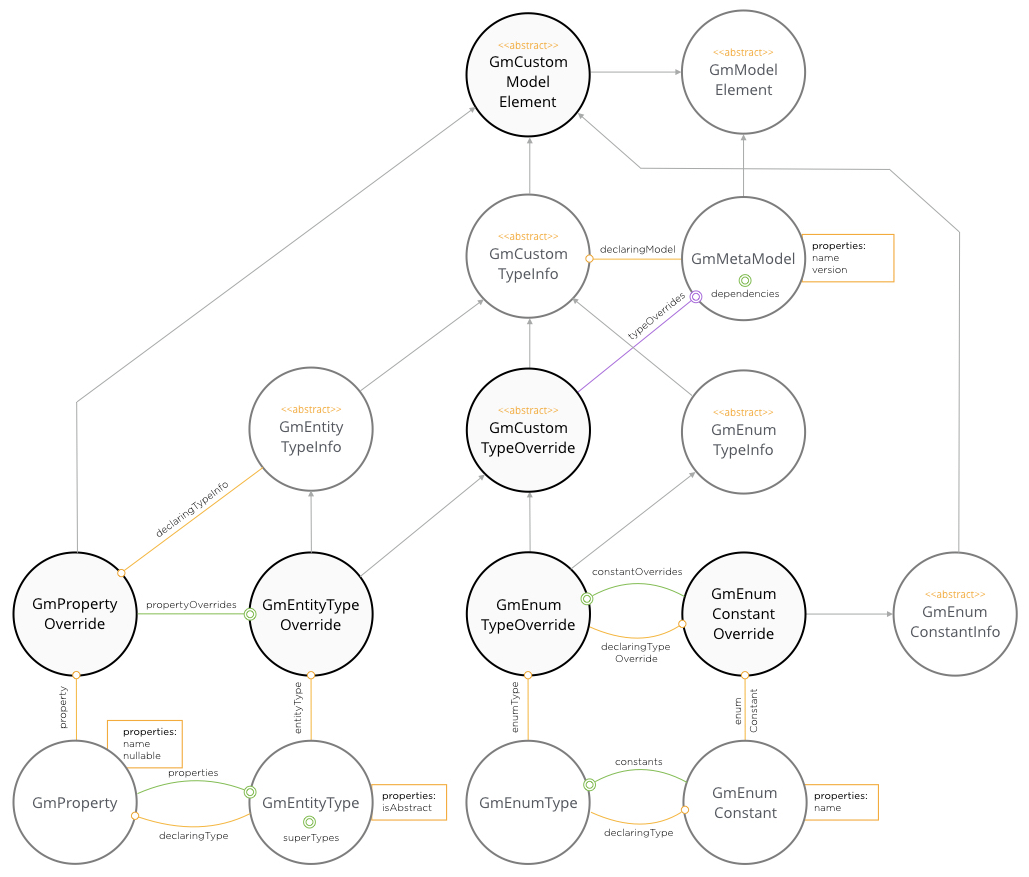 <<abstract>>
GmCustom
Model
Element
<<abstract>>
GmModel
Element
<<abstract>>
GmCustom
TypeInfo
declaringModel
GmMetaModel
dependencies
properties:
name
version
typeOverrides
<<abstract>>
GmEntity
TypeInfo
<<abstract>>
GmCustom
TypeOverride
<<abstract>>
GmEnum
TypeInfo
declaringTypeInfo
GmProperty
Override
propertyOverrides
GmEntityType
Override
GmEnum
TypeOverride
constantOverrides
declaringType
Override
GmEnum
Constant
Override
<<abstract>>
GmEnum
ConstantInfo
property
entityType
enumType
enum
Constant
properties:
name
nullable
GmProperty
properties
declaringType
GmEntityType
superTypes
properties:
isAbstract
GmEnumType
constants
declaringType
GmEnum
Constant
properties:
name